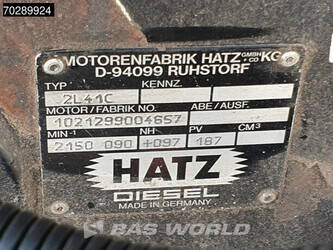 70289924
MOTORENFABRIK HATZ GMBH CO KG
D-94099 RUHSTORF
TYP KENNZ.
2L41C
MOTOR / FABRIK NO. ABE / AUSF.
1021299004657
MIN-1 NH PV CM³
2150 090 +097 187
HATZ
DIESEL
MADE IN GERMANY
© BAS WORLD